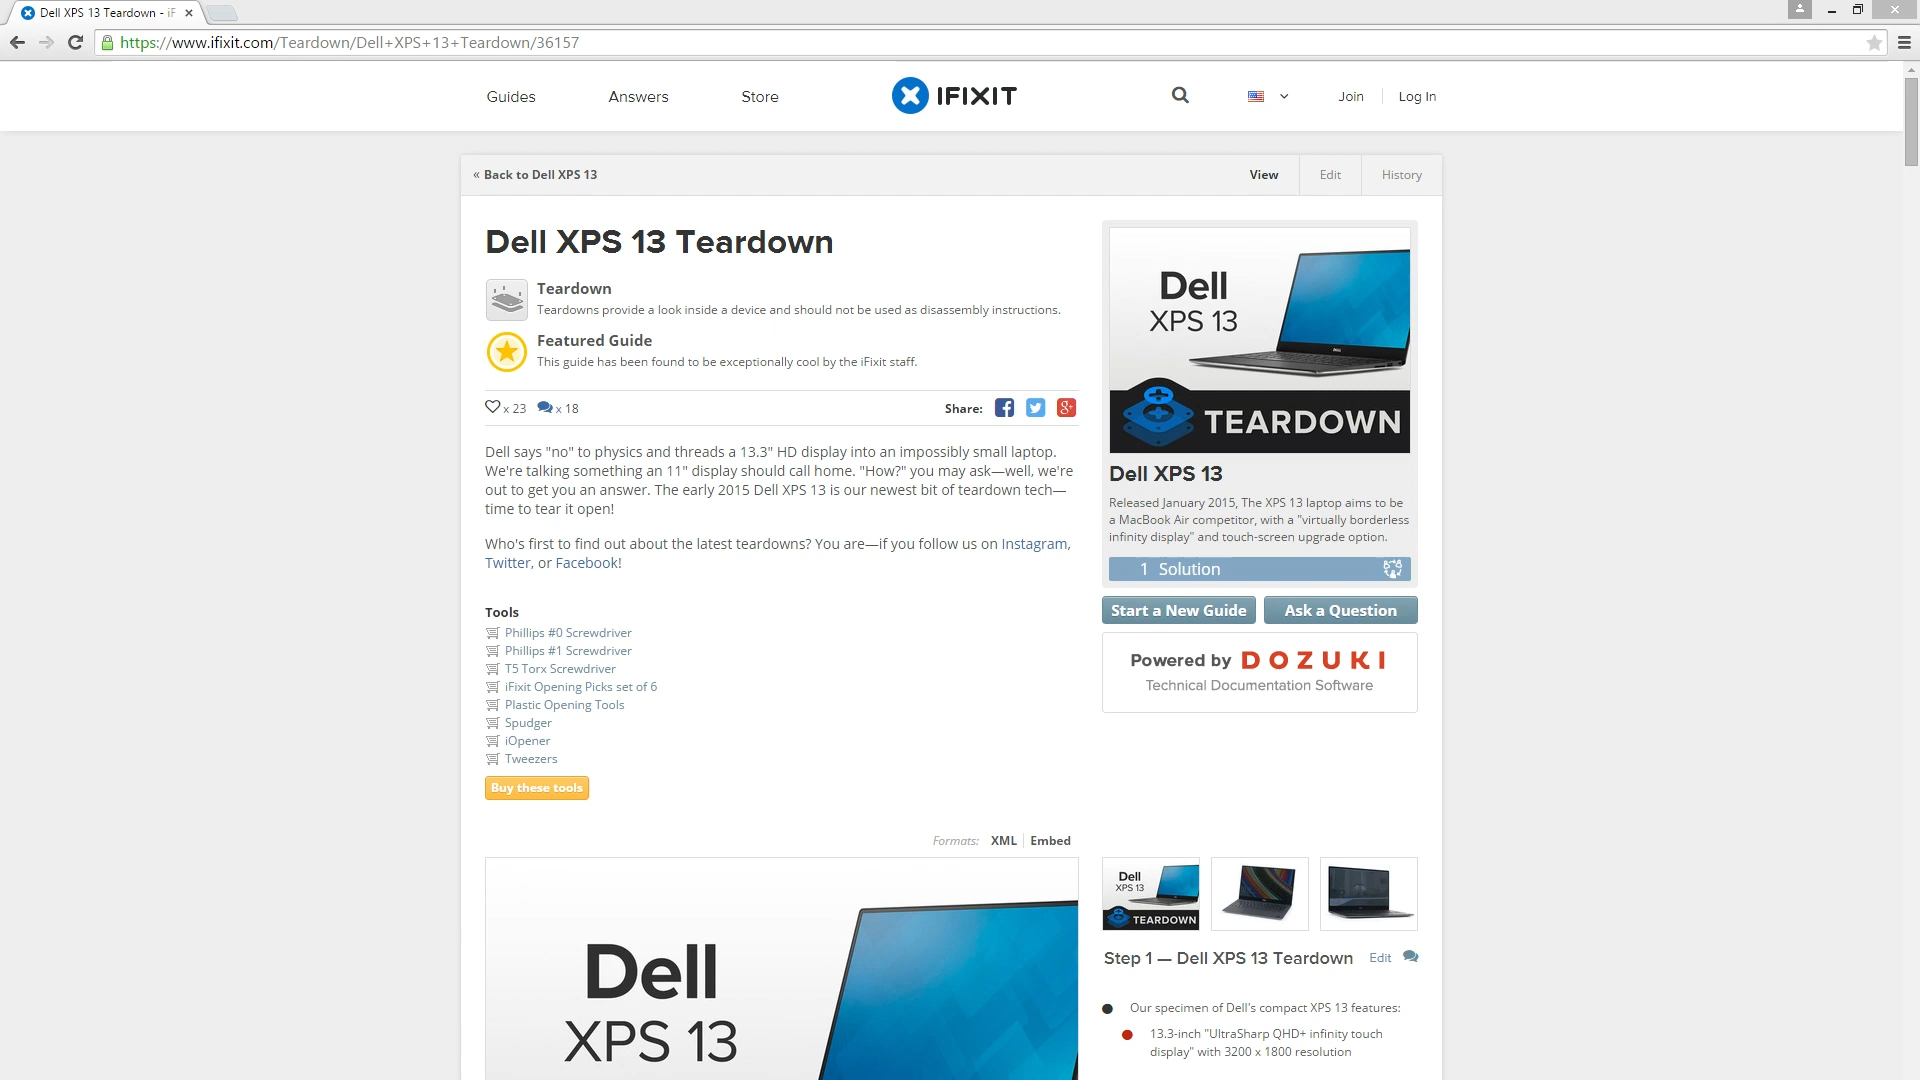 Dell XPS 13 Teardown - iF
https://www.ifixit.com/Teardown/Dell+XPS+13+Teardown/36157
Guides
Answers
Store
IFIXIT
Join
Log In
« Back to Dell XPS 13
View
Edit
History
Dell XPS 13 Teardown
Teardown
Teardowns provide a look inside a device and should not be used as disassembly instructions.
Featured Guide
This guide has been found to be exceptionally cool by the iFixit staff.
x 23
x 18
Share:
Dell says "no" to physics and threads a 13.3" HD display into an impossibly small laptop.
We're talking something an 11" display should call home. "How?" you may ask—well, we're
out to get you an answer. The early 2015 Dell XPS 13 is our newest bit of teardown tech—
time to tear it open!
Who's first to find out about the latest teardowns? You are—if you follow us on Instagram,
Twitter, or Facebook!
Tools
Phillips #0 Screwdriver
Phillips #1 Screwdriver
T5 Torx Screwdriver
iFixit Opening Picks set of 6
Plastic Opening Tools
Spudger
iOpener
Tweezers
Buy these tools
Dell
XPS 13
TEARDOWN
Dell XPS 13
Released January 2015, The XPS 13 laptop aims to be
a MacBook Air competitor, with a "virtually borderless
infinity display" and touch-screen upgrade option.
1 Solution
Start a New Guide
Ask a Question
Powered by DOZUKI
Technical Documentation Software
Formats: XML Embed
Dell
XPS 13
Dell
XPS 13
TEARDOWN
Step 1 — Dell XPS 13 Teardown
Edit
Our specimen of Dell's compact XPS 13 features:
13.3-inch "UltraSharp QHD+ infinity touch
display" with 3200 x 1800 resolution